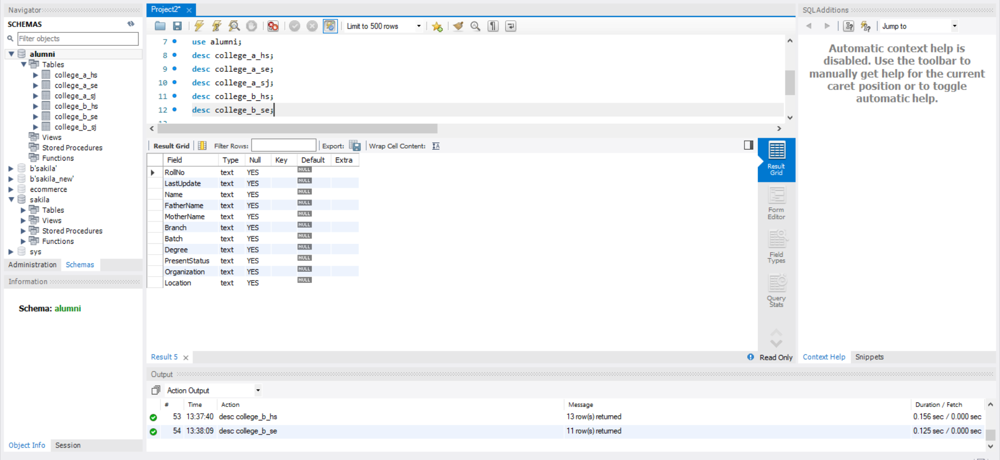 Navigator
SCHEMAS
Filter objects
alumni
Tables
college_a_hs
college_a_se
college_a_sj
college_b_hs
college_b_se
college_b_sj
Views
Stored Procedures
Functions
b'sakila'
b'sakila_new'
ecommerce
sakila
Tables
Views
Stored Procedures
Functions
sys
Administration Schemas
Information
Schema: alumni
Object Info Session
Project2*
Limit to 500 rows
7 use alumni;
8 desc college_a_hs;
9 desc college_a_se;
10 desc college_a_sj;
11 desc college_b_hs;
12 desc college_b_se;
Result Grid Filter Rows: Export: Wrap Cell Content:
Field Type Null Key Default Extra
RollNo text YES NULL
LastUpdate text YES NULL
Name text YES NULL
FatherName text YES NULL
MotherName text YES NULL
Branch text YES NULL
Batch text YES NULL
Degree text YES NULL
PresentStatus text YES NULL
Organization text YES NULL
Location text YES NULL
Result
Grid
Form
Editor
Field
Types
Query
Stats
Result 5
Read Only
SQLAdditions
Jump to
Automatic context help is
disabled. Use the toolbar to
manually get help for the current
caret position or to toggle
automatic help.
Context Help Snippets
Output
Action Output
# Time Action Message Duration / Fetch
53 13:37:40 desc college_b_hs 13 row(s) returned 0.156 sec / 0.000 sec
54 13:38:09 desc college_b_se 11 row(s) returned 0.125 sec / 0.000 sec